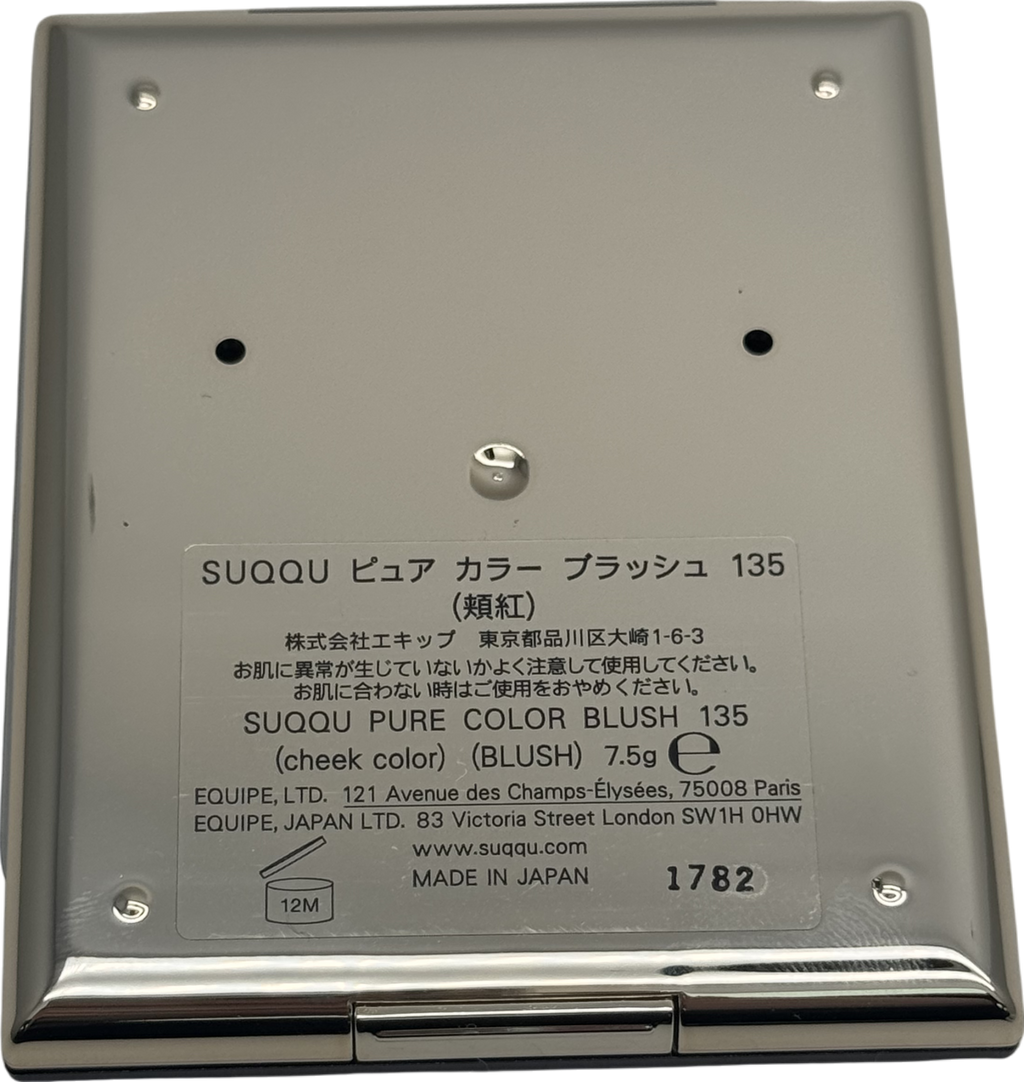 SUQQU ピュア カラー ブラッシュ 135
(頬紅)
株式会社エキップ 東京都品川区大崎1-6-3
お肌に異常が生じていないかよく注意して使用してください。
お肌に合わない時はご使用をおやめください。
SUQQU PURE COLOR BLUSH 135
(cheek color) (BLUSH) 7.5g ℮
EQUIPE, LTD. 121 Avenue des Champs-Élysées, 75008 Paris
EQUIPE, JAPAN LTD. 83 Victoria Street London SW1H 0HW
www.suqqu.com
MADE IN JAPAN 1782
12M